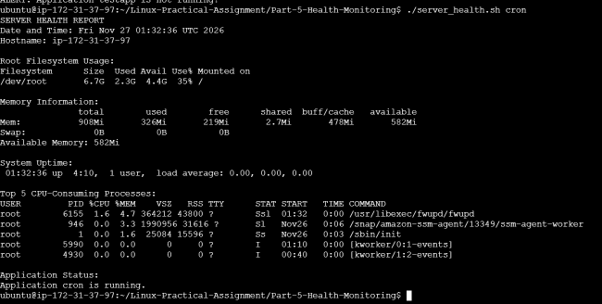 ALERT: Application testapp is not running!
ubuntu@ip-172-31-37-97:~/Linux-Practical-Assignment/Part-5-Health-Monitoring$ ./server_health.sh cron
SERVER HEALTH REPORT
Date and Time: Fri Nov 27 01:32:36 UTC 2026
Hostname: ip-172-31-37-97

Root Filesystem Usage:
Filesystem      Size  Used Avail Use% Mounted on
/dev/root       6.7G  2.3G  4.4G  35% /

Memory Information:
               total        used        free      shared  buff/cache   available
Mem:           908Mi       326Mi       219Mi       2.7Mi       478Mi       582Mi
Swap:             0B          0B          0B
Available Memory: 582Mi

System Uptime:
 01:32:36 up  4:10,  1 user,  load average: 0.00, 0.00, 0.00

Top 5 CPU-Consuming Processes:
USER         PID %CPU %MEM    VSZ   RSS TTY      STAT START   TIME COMMAND
root        6155  1.6  4.7 364212 43800 ?        Ssl  01:32   0:00 /usr/libexec/fwupd/fwupd
root         946  0.0  3.3 1990956 31616 ?       Sl   Nov26   0:06 /snap/amazon-ssm-agent/13349/ssm-agent-worker
root           1  0.0  1.6  25084 15596 ?        Ss   Nov26   0:03 /sbin/init
root        5990  0.0  0.0      0     0 ?        I    01:10   0:00 [kworker/0:1-events]
root        4930  0.0  0.0      0     0 ?        I    00:40   0:00 [kworker/1:2-events]

Application Status:
Application cron is running.
ubuntu@ip-172-31-37-97:~/Linux-Practical-Assignment/Part-5-Health-Monitoring$